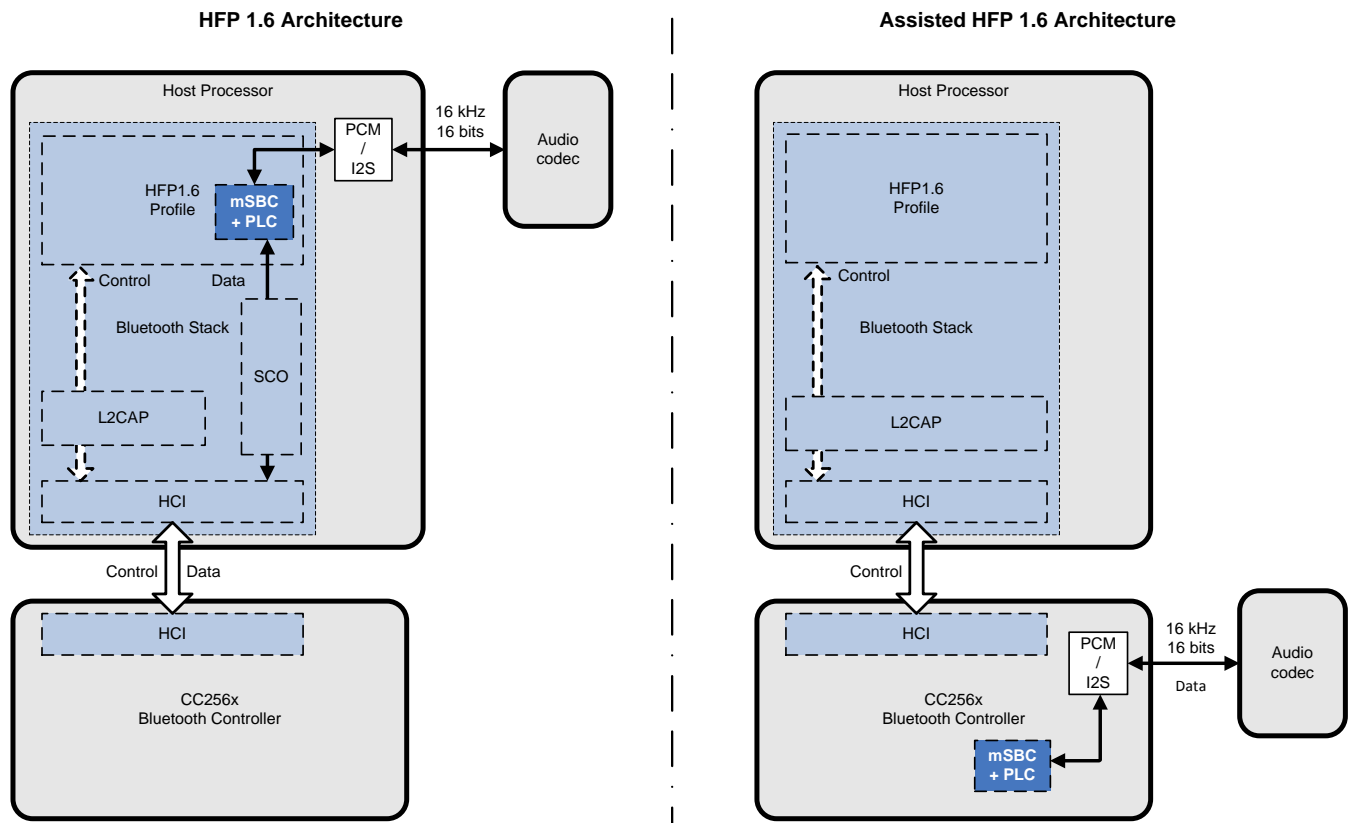 HFP 1.6 Architecture
Host Processor
16 kHz
16 bits
PCM
/
I2S
Audio
codec
HFP1.6
Profile
mSBC
+ PLC
Control
Data
Bluetooth Stack
SCO
L2CAP
HCI
Control
Data
HCI
CC256x
Bluetooth Controller
Assisted HFP 1.6 Architecture
Host Processor
HFP1.6
Profile
Control
Bluetooth Stack
L2CAP
HCI
Control
HCI
PCM
/
I2S
16 kHz
16 bits
Data
Audio
codec
CC256x
Bluetooth Controller
mSBC
+ PLC